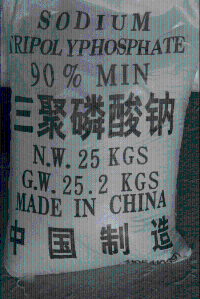 SODIUM
TRIPOLYPHOSPHATE
90% MIN
三聚磷酸钠
N.W. 25 KGS
G.W. 25.2 KGS
MADE IN CHINA
中国制造